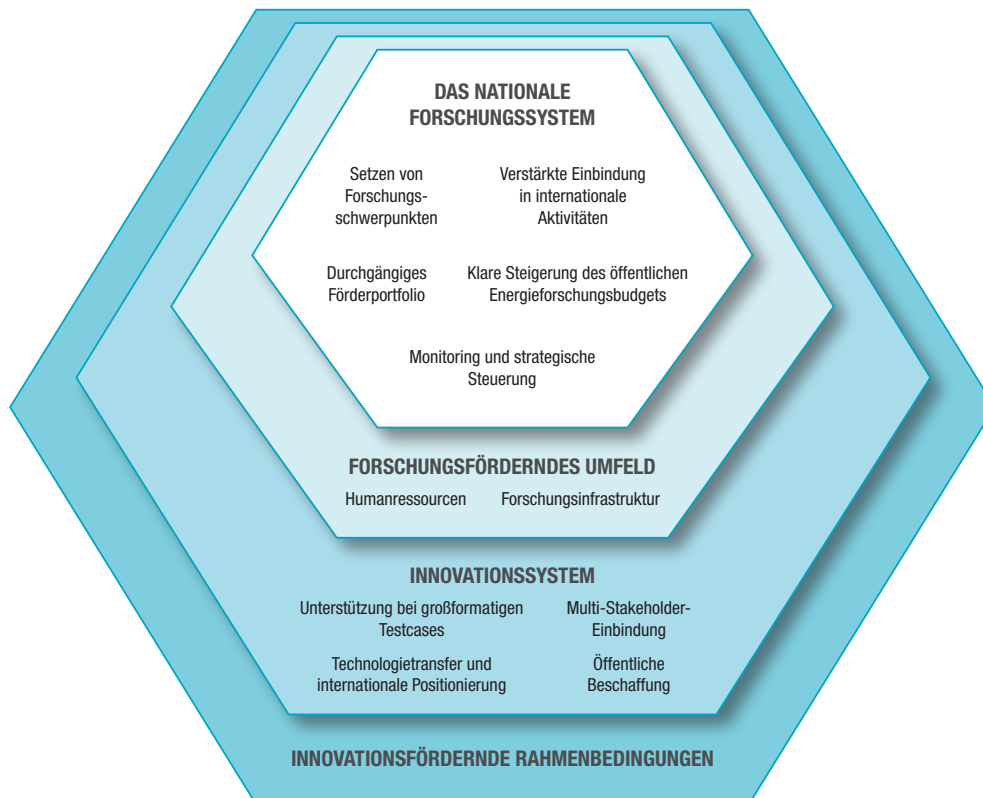 DAS NATIONALE
FORSCHUNGSSYSTEM
Setzen von
Forschungs-
schwerpunkten
Verstärkte Einbindung
in internationale
Aktivitäten
Durchgängiges
Förderportfolio
Klare Steigerung des öffentlichen
Energieforschungsbudgets
Monitoring und strategische
Steuerung
FORSCHUNGSFÖRDERNDES UMFELD
Humanressourcen
Forschungsinfrastruktur
INNOVATIONSSYSTEM
Unterstützung bei großformatigen
Testcases
Multi-Stakeholder-
Einbindung
Technologietransfer und
internationale Positionierung
Öffentliche
Beschaffung
INNOVATIONSFÖRDERNDE RAHMENBEDINGUNGEN